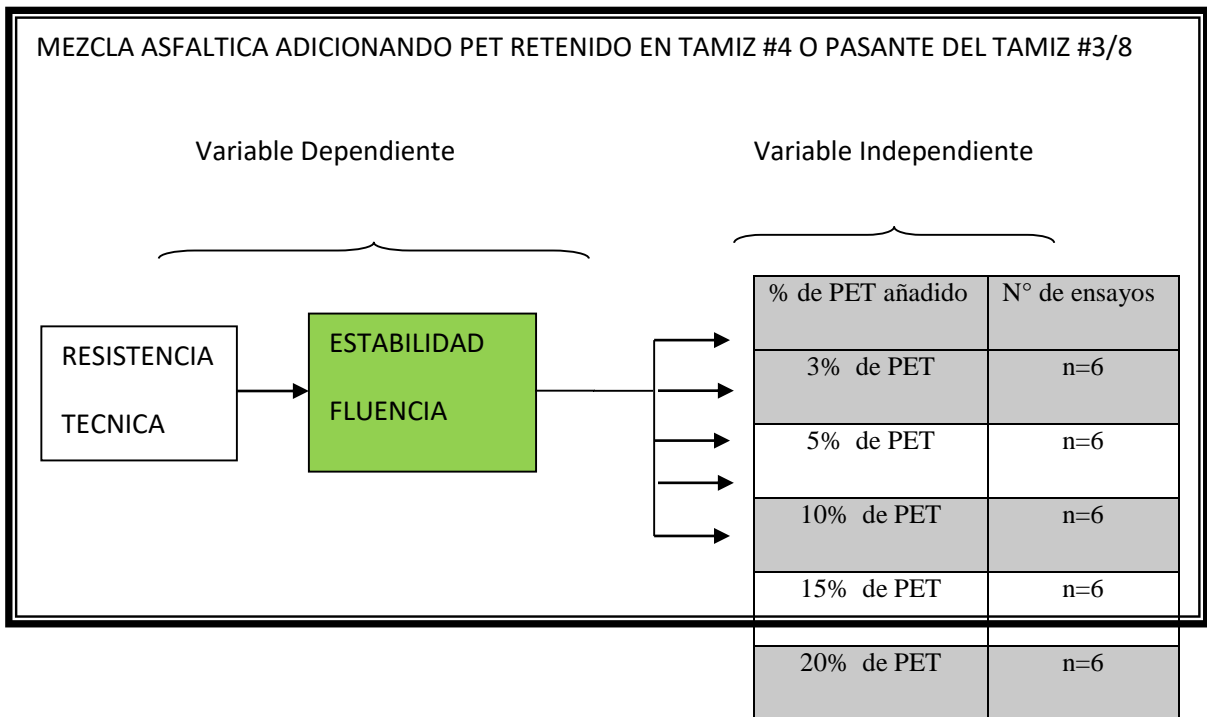 MEZCLA ASFALTICA ADICIONANDO PET RETENIDO EN TAMIZ #4 O PASANTE DEL TAMIZ #3/8
Variable Dependiente
Variable Independiente
RESISTENCIA
TECNICA
ESTABILIDAD
FLUENCIA
% de PET añadido N° de ensayos
3% de PET n=6
5% de PET n=6
10% de PET n=6
15% de PET n=6
20% de PET n=6